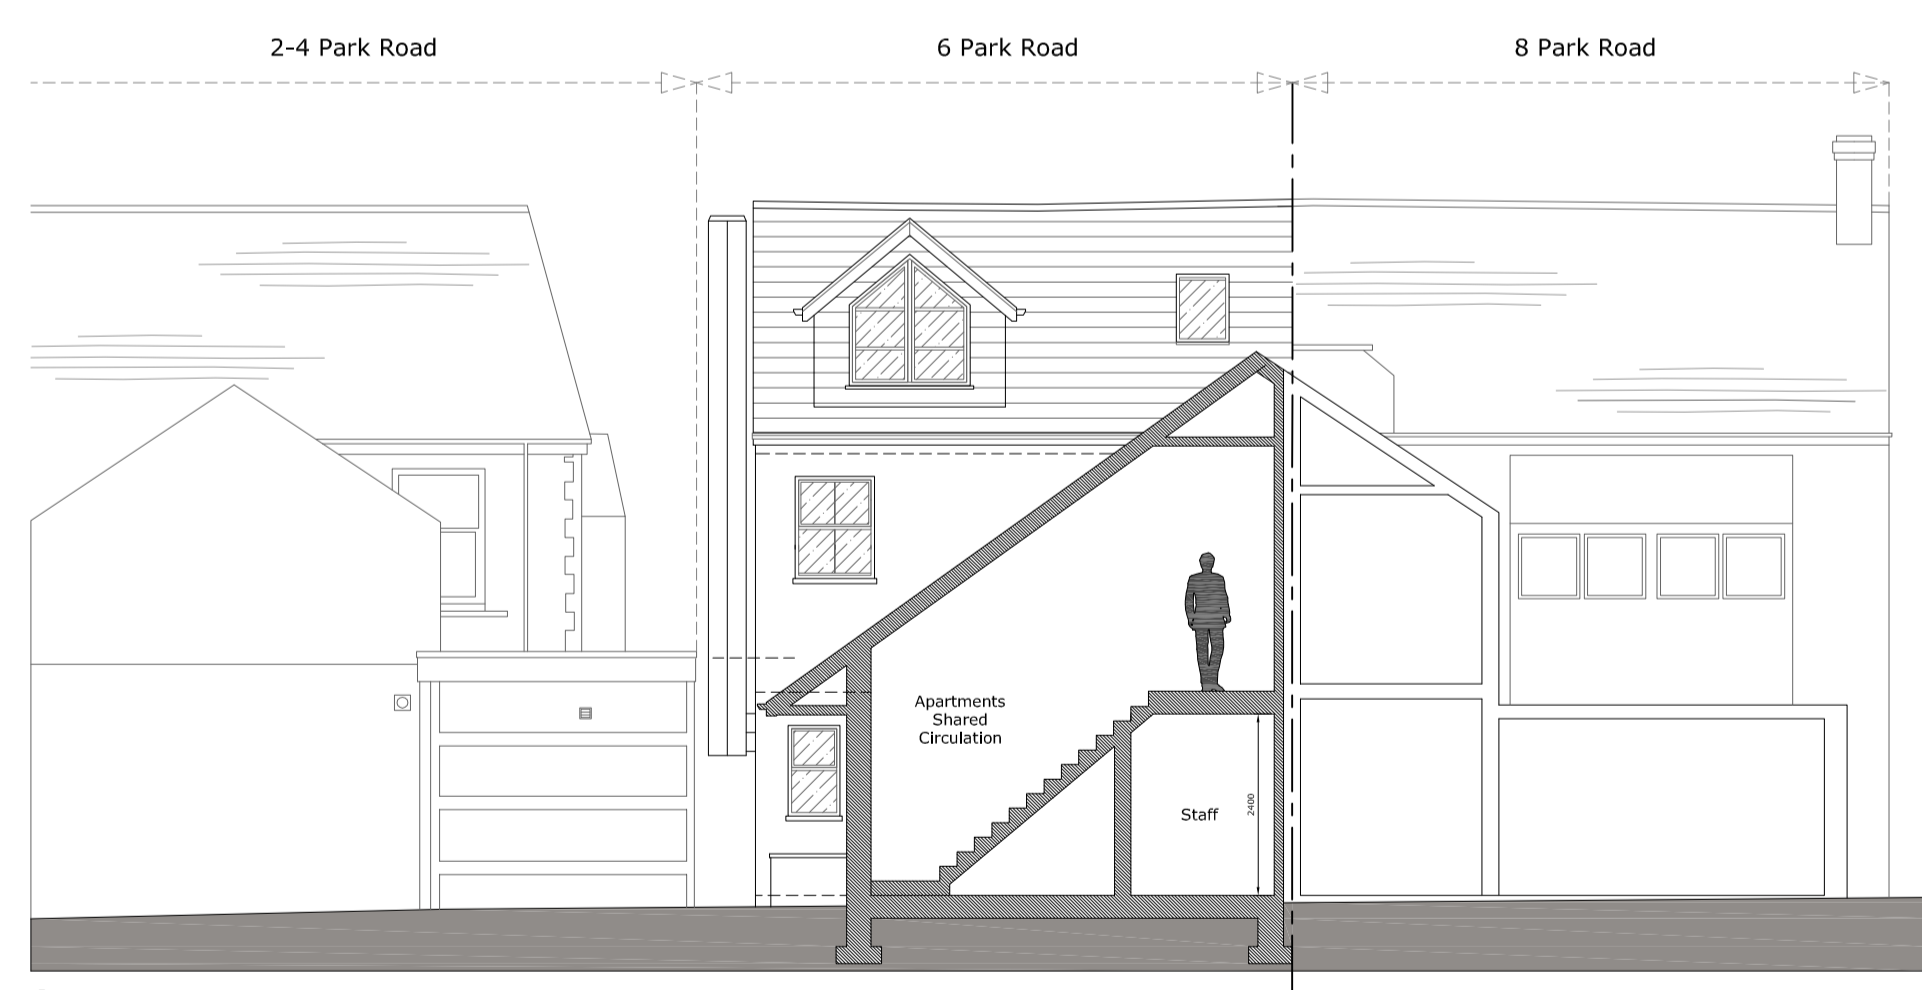 2-4 Park Road
6 Park Road
8 Park Road
Apartments
Shared
Circulation
Staff
2400